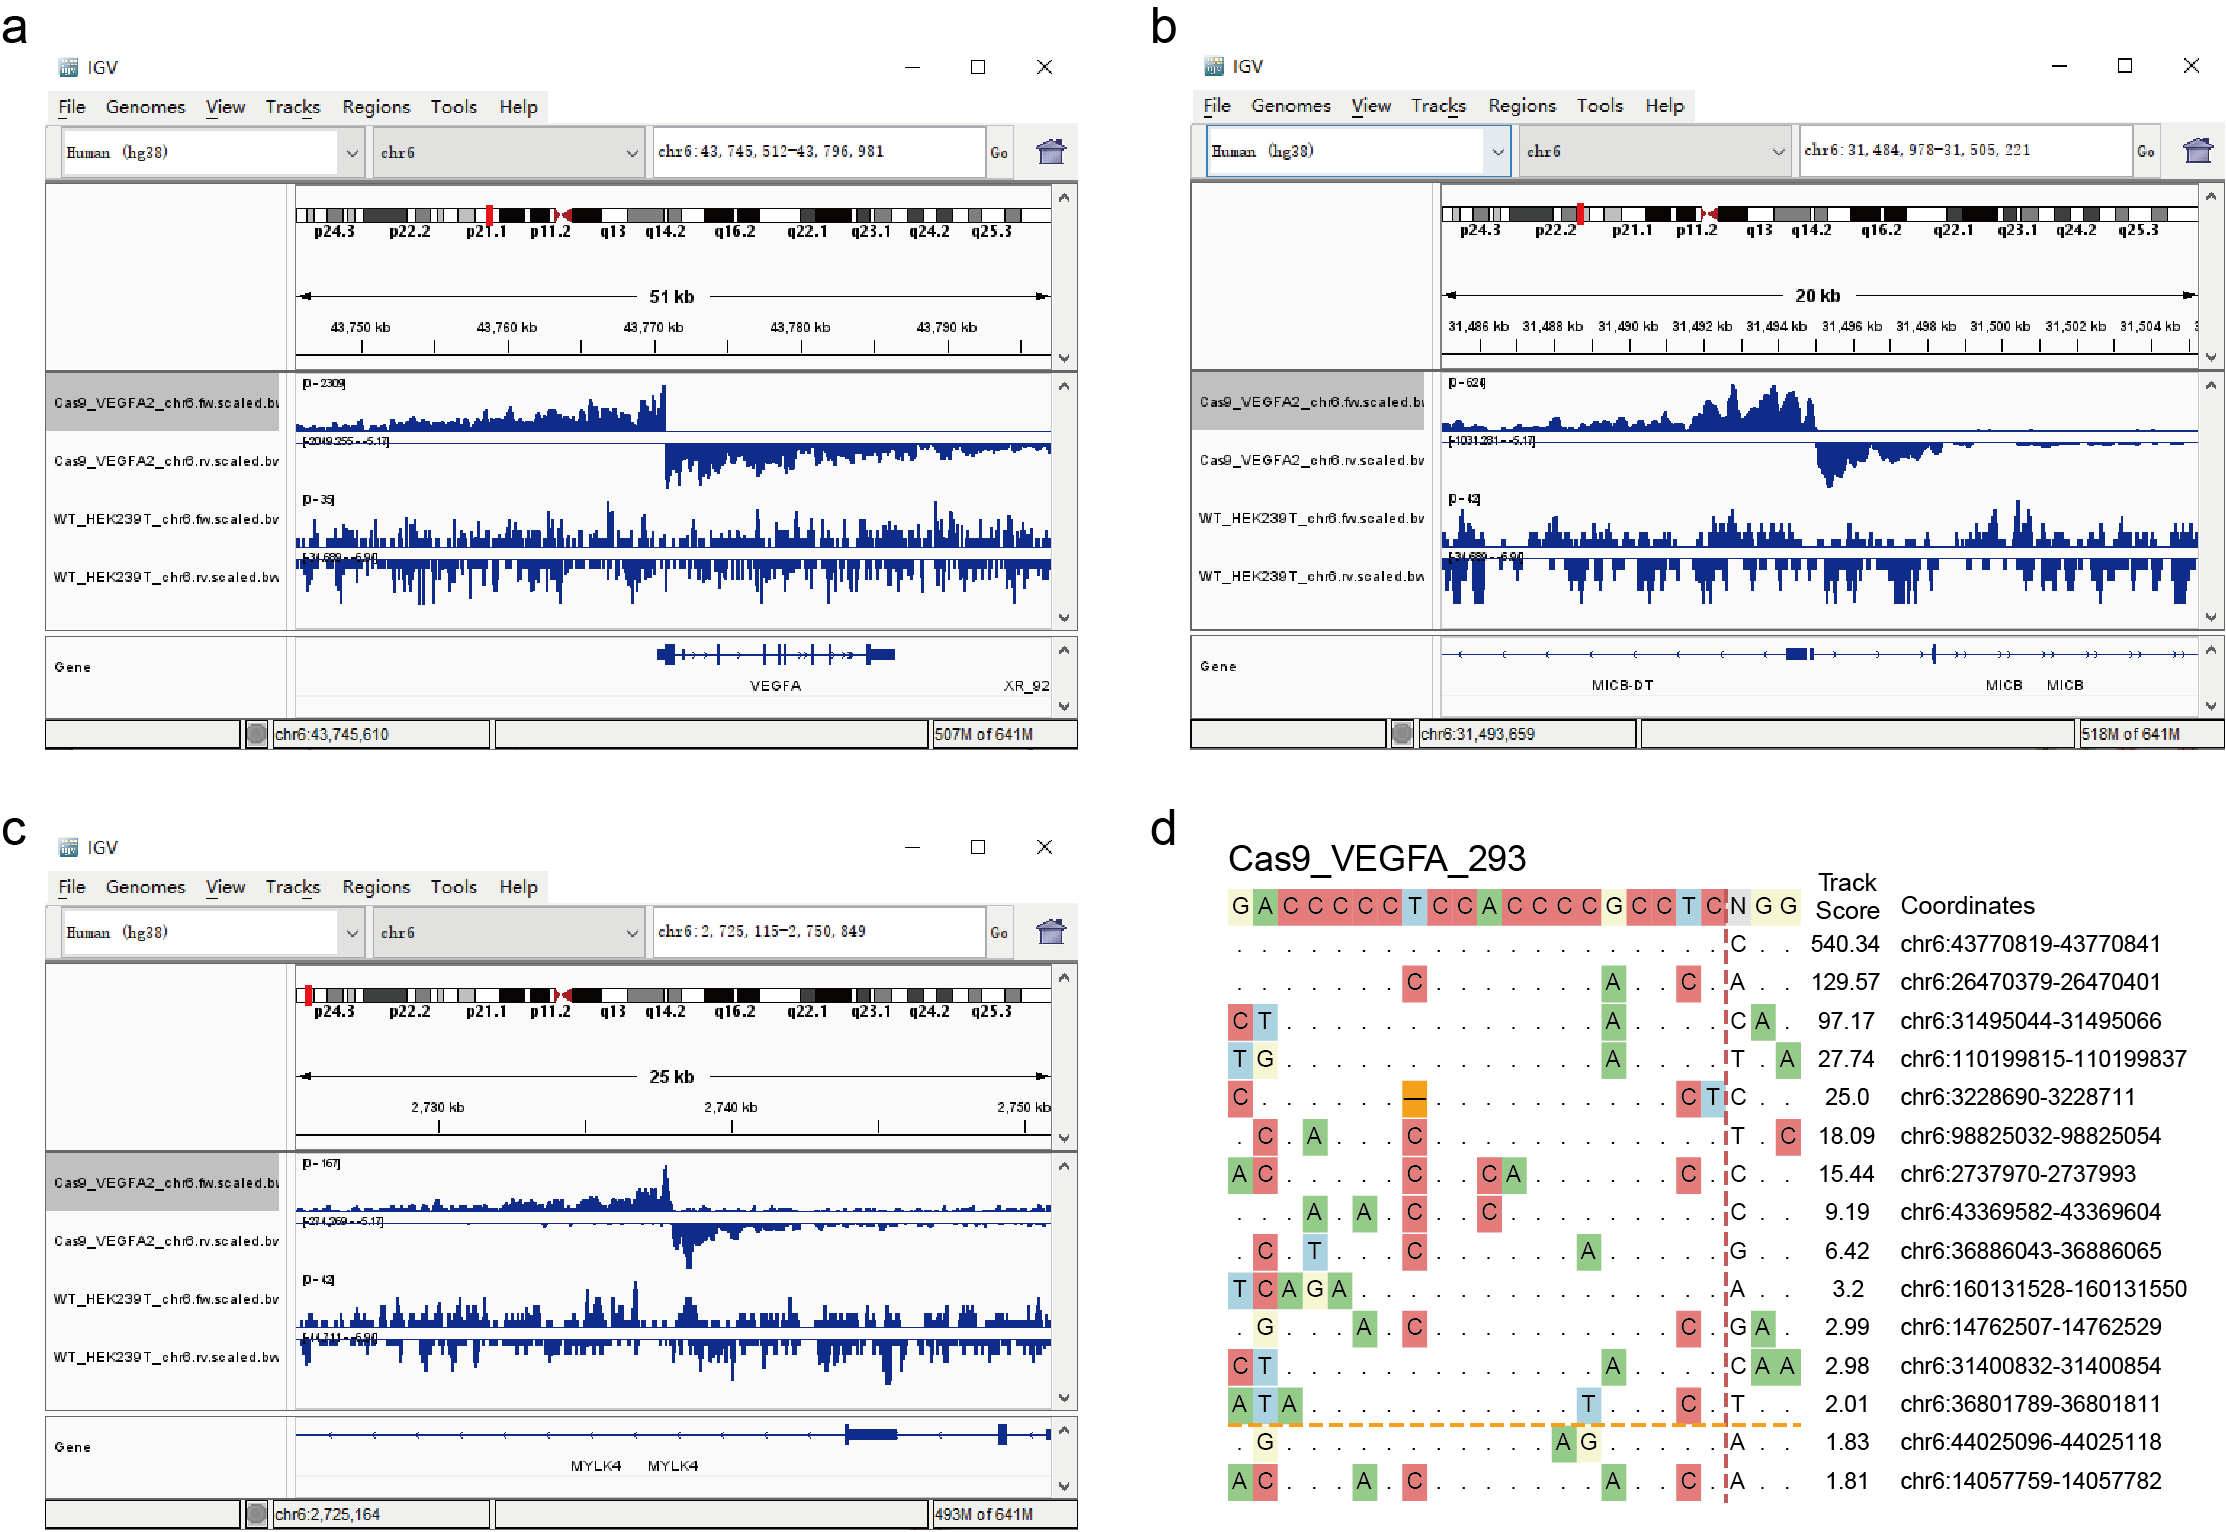 a
IGV
File Genomes View Tracks Regions Tools Help
Human (hg38) chr6 chr6:43,745,512-43,796,981 Go
p24.3 p22.2 p21.1 p11.2 q13 q14.2 q16.2 q22.1 q23.1 q24.2 q25.3
51 kb
43,750 kb 43,760 kb 43,770 kb 43,780 kb 43,790 kb
[0-2309]
Cas9_VEGFA2_chr6.fw.scaled.bw
Cas9_VEGFA2_chr6.rv.scaled.bw
[0-35]
WT_HEK239T_chr6.fw.scaled.bw
WT_HEK239T_chr6.rv.scaled.bw
Gene
VEGFA XR_92
chr6:43,745,610 507M of 641M
b
IGV
File Genomes View Tracks Regions Tools Help
Human (hg38) chr6 chr6:31,484,978-31,505,221 Go
p24.3 p22.2 p21.1 p11.2 q13 q14.2 q16.2 q22.1 q23.1 q24.2 q25.3
20 kb
31,486 kb 31,488 kb 31,490 kb 31,492 kb 31,494 kb 31,496 kb 31,498 kb 31,500 kb 31,502 kb 31,504 kb
Cas9_VEGFA2_chr6.fw.scaled.bw
Cas9_VEGFA2_chr6.rv.scaled.bw
[0-42]
WT_HEK239T_chr6.fw.scaled.bw
WT_HEK239T_chr6.rv.scaled.bw
Gene
MICB-DT MICB MICB
chr6:31,493,659 518M of 641M
c
IGV
File Genomes View Tracks Regions Tools Help
Human (hg38) chr6 chr6:2,725,115-2,750,849 Go
p24.3 p22.2 p21.1 p11.2 q13 q14.2 q16.2 q22.1 q23.1 q24.2 q25.3
25 kb
2,730 kb 2,740 kb 2,750 kb
[0-167]
Cas9_VEGFA2_chr6.fw.scaled.bw
Cas9_VEGFA2_chr6.rv.scaled.bw
[0-42]
WT_HEK239T_chr6.fw.scaled.bw
WT_HEK239T_chr6.rv.scaled.bw
Gene
MYLK4 MYLK4
chr6:2,725,164 493M of 641M
d
Cas9_VEGFA_293
Track Score Coordinates
G A C C C C C T C C A C C C C G C C T C N G G
. . . . . . . . . . . . . . . . . . . . C . . 540.34 chr6:43770819-43770841
. . . . . . . C . . . . . . . A . . C . A . . 129.57 chr6:26470379-26470401
C T . . . . . . . . . . . . . A . . . . C A . 97.17 chr6:31495044-31495066
T G . . . . . . . . . . . . . A . . . . T . A 27.74 chr6:110199815-110199837
C . . . . . . — . . . . . . . . . . C T C . . 25.0 chr6:3228690-3228711
. C . A . . . C . . . . . . . . . . . . T . C 18.09 chr6:98825032-98825054
A C . . . . . C . . C A . . . . . . C . C . . 15.44 chr6:2737970-2737993
. . . A . A . C . . C . . . . . . . . . C . . 9.19 chr6:43369582-43369604
. C . T . . . C . . . . . . A . . . . . G . . 6.42 chr6:36886043-36886065
T C A G A . . . . . . . . . . . . . . . A . . 3.2 chr6:160131528-160131550
. G . . . A . C . . . . . . . . . . C . G A . 2.99 chr6:14762507-14762529
C T . . . . . . . . . . . . . A . . . . C A A 2.98 chr6:31400832-31400854
A T A . . . . . . . . . . . T . . . C . T . . 2.01 chr6:36801789-36801811
. G . . . . . . . . . . . A G . . . . . A . . 1.83 chr6:44025096-44025118
A C . . . A . C . . . . . . . A . . C . A . . 1.81 chr6:14057759-14057782